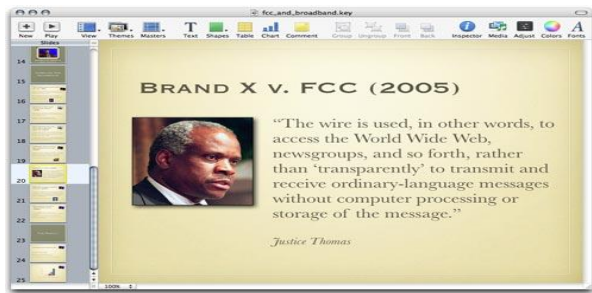 fcc_and_broadband.key
New Play View Themes Masters Text Shapes Table Chart Comment Group Ungroup Front Back Inspector Media Adjust Colors Fonts
Slides
14
15
16
17
18
19
20
21
22
23
24
25
BRAND X V. FCC (2005)
“The wire is used, in other words, to
access the World Wide Web,
newsgroups, and so forth, rather
than ‘transparently’ to transmit and
receive ordinary-language messages
without computer processing or
storage of the message.”
Justice Thomas
100%